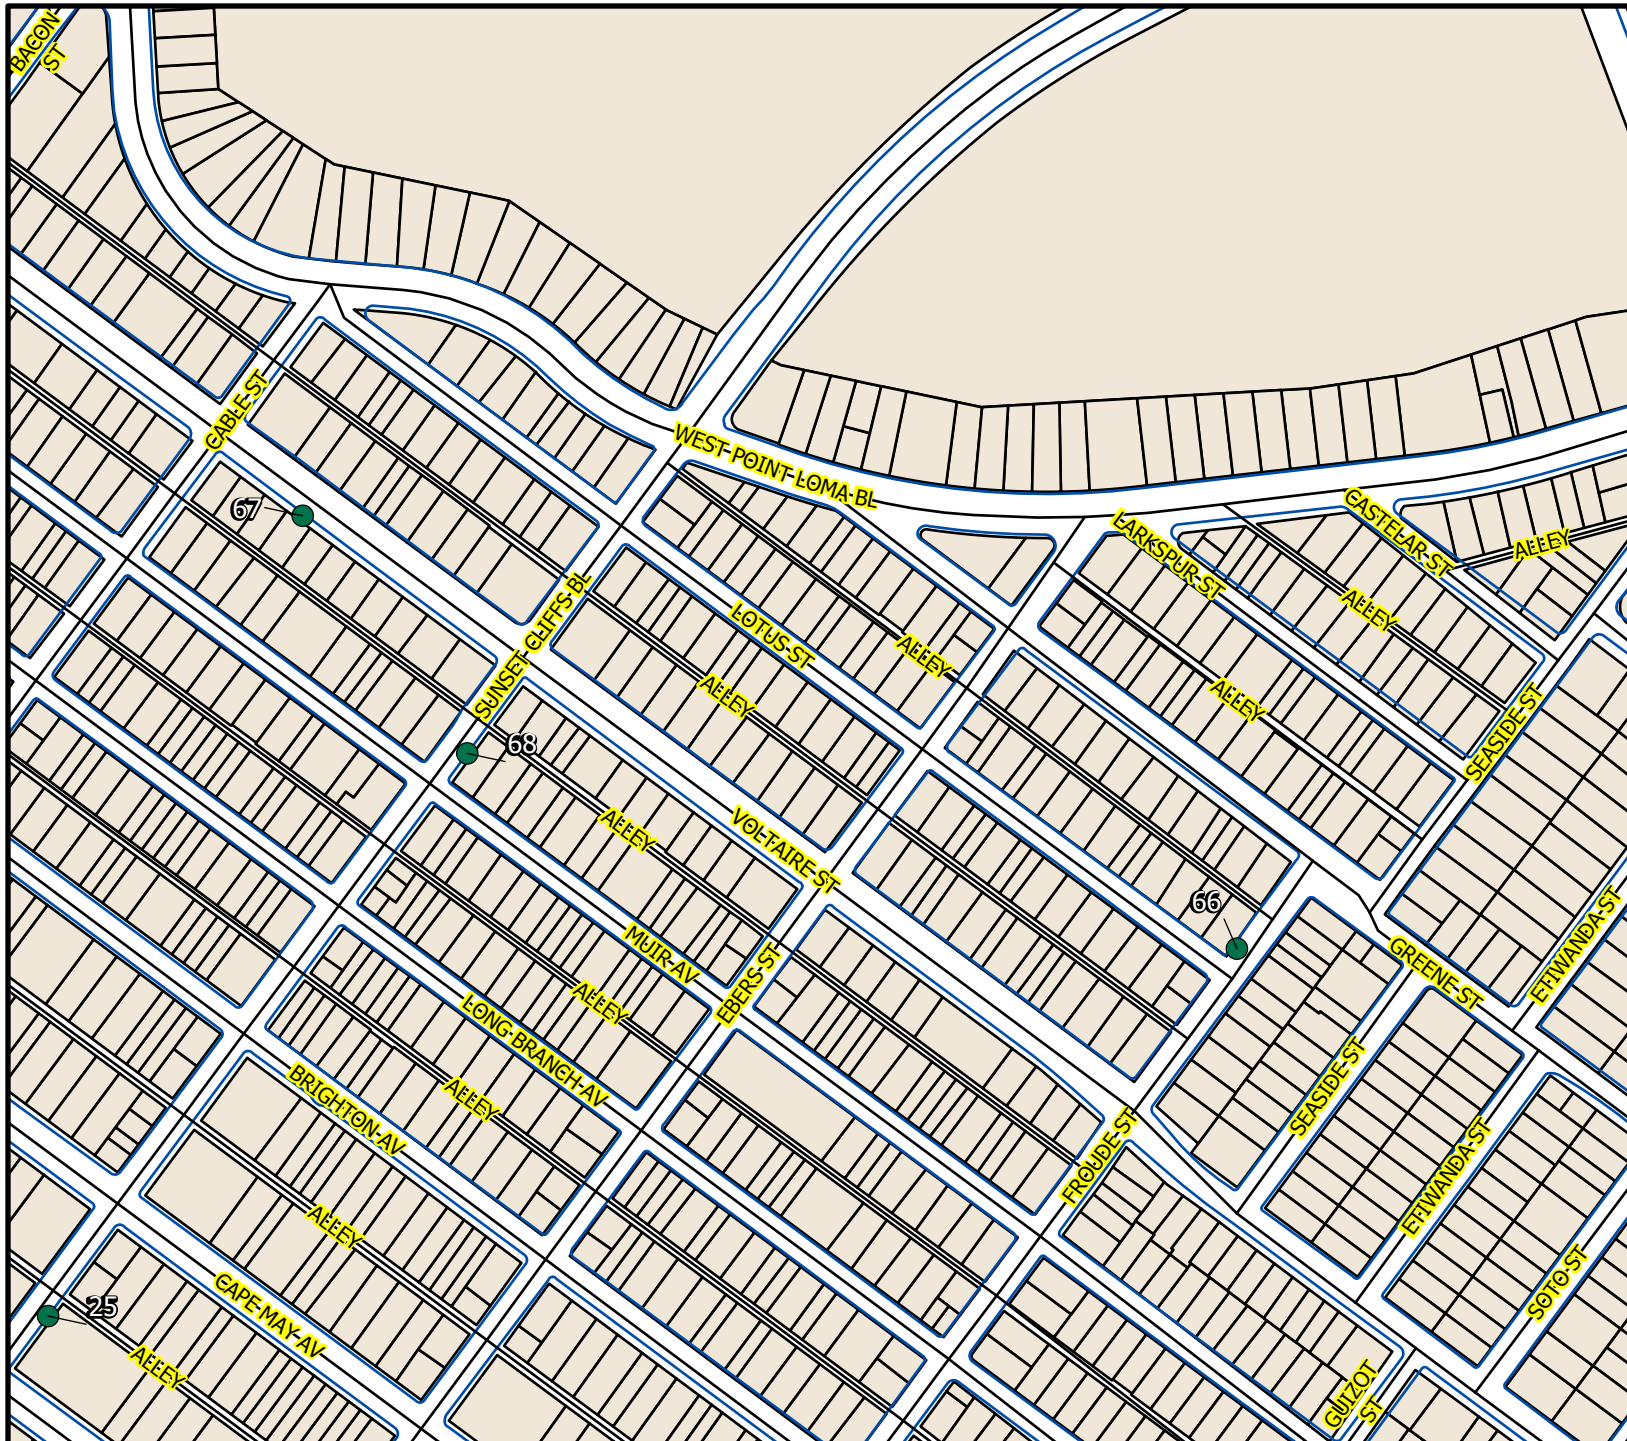 BACON
ST
CABLE ST
67
WEST POINT LOMA BL
LARKSPUR ST
CASTELAR ST
ALLEY
ALLEY
SUNSET CLIFFS BL
LOTUS ST
ALLEY
ALLEY
ALLEY
SEASIDE ST
68
ALLEY
VOLTAIRE ST
66
ETIWANDA ST
GREENE ST
MUIR AV
EBERS ST
ALLEY
LONG BRANCH AV
ALLEY
BRIGHTON AV
SEASIDE ST
FROUDE ST
ETIWANDA ST
ALLEY
SOTO ST
25
CAPE MAY AV
ALLEY
GUIZOT
ST